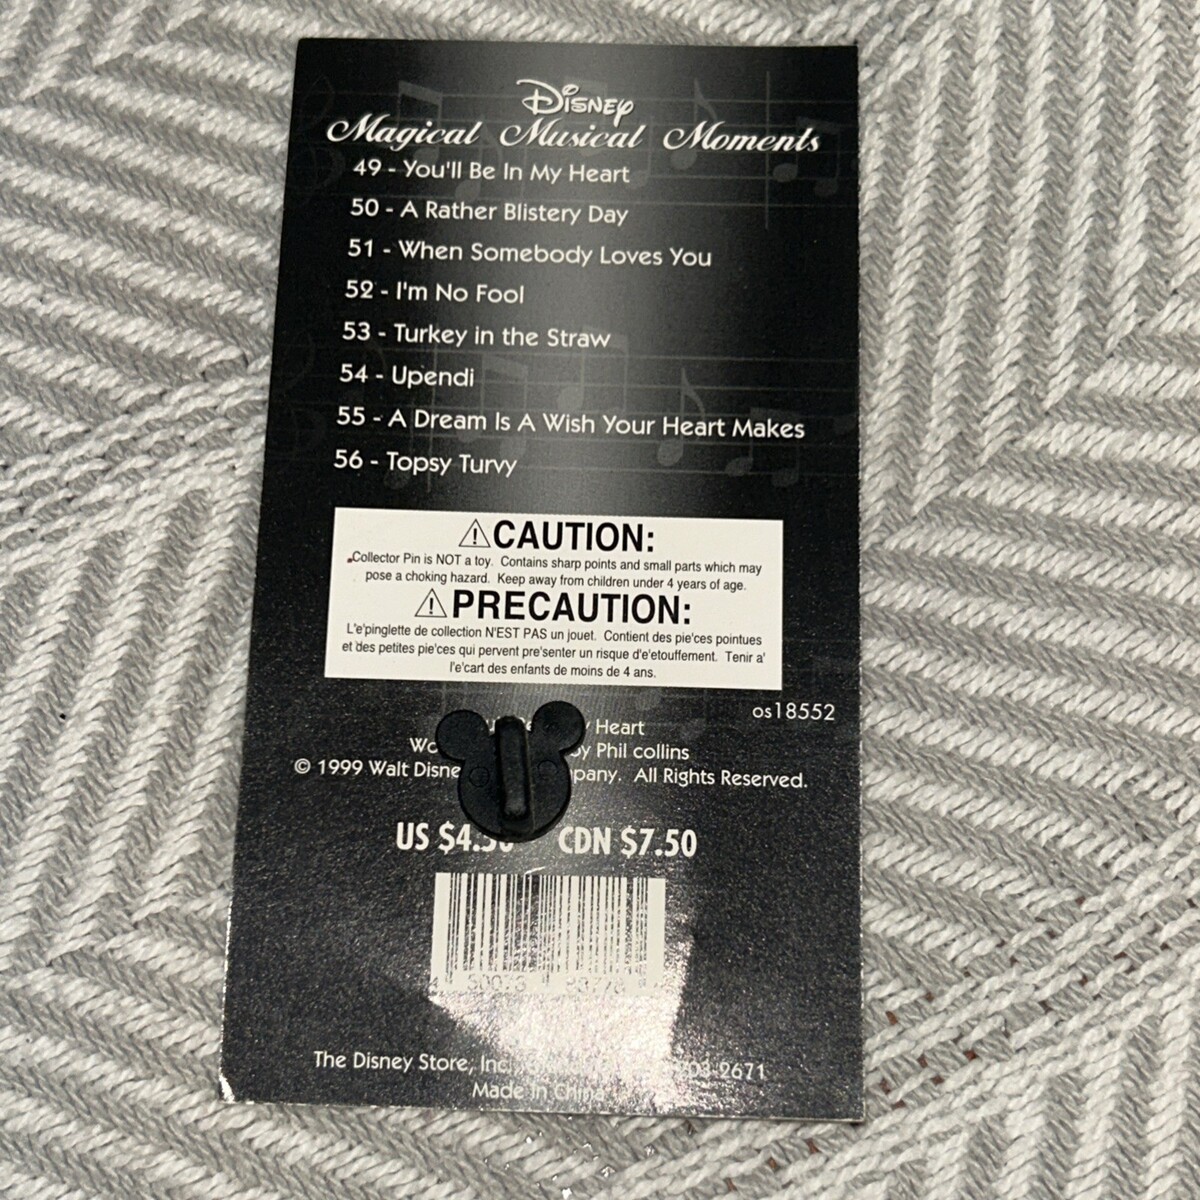 Disney
Magical Musical Moments
49 - You'll Be In My Heart
50 - A Rather Blistery Day
51 - When Somebody Loves You
52 - I'm No Fool
53 - Turkey in the Straw
54 - Upendi
55 - A Dream Is A Wish Your Heart Makes
56 - Topsy Turvy
⚠CAUTION:
Collector Pin is NOT a toy. Contains sharp points and small parts which may
pose a choking hazard. Keep away from children under 4 years of age.
⚠PRECAUTION:
L'e'pinglette de collection N'EST PAS un jouet. Contient des pie'ces pointues
et des petites pie'ces qui pervent pre'senter un risque d'e'etouffement. Tenir a'
l'e'cart des enfants de moins de 4 ans.
os18552
Heart
by Phil collins
© 1999 Walt Disne pany. All Rights Reserved.
US $4.50 CDN $7.50
The Disney Store, Inc. 2671
Made in China